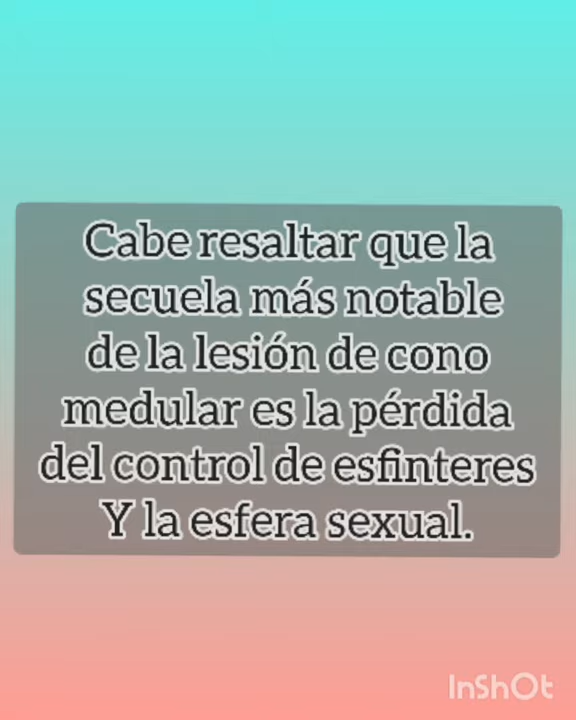 Cabe resaltar que la
secuela más notable
de la lesión de cono
medular es la pérdida
del control de esfinteres
Y la esfera sexual.
InShOt